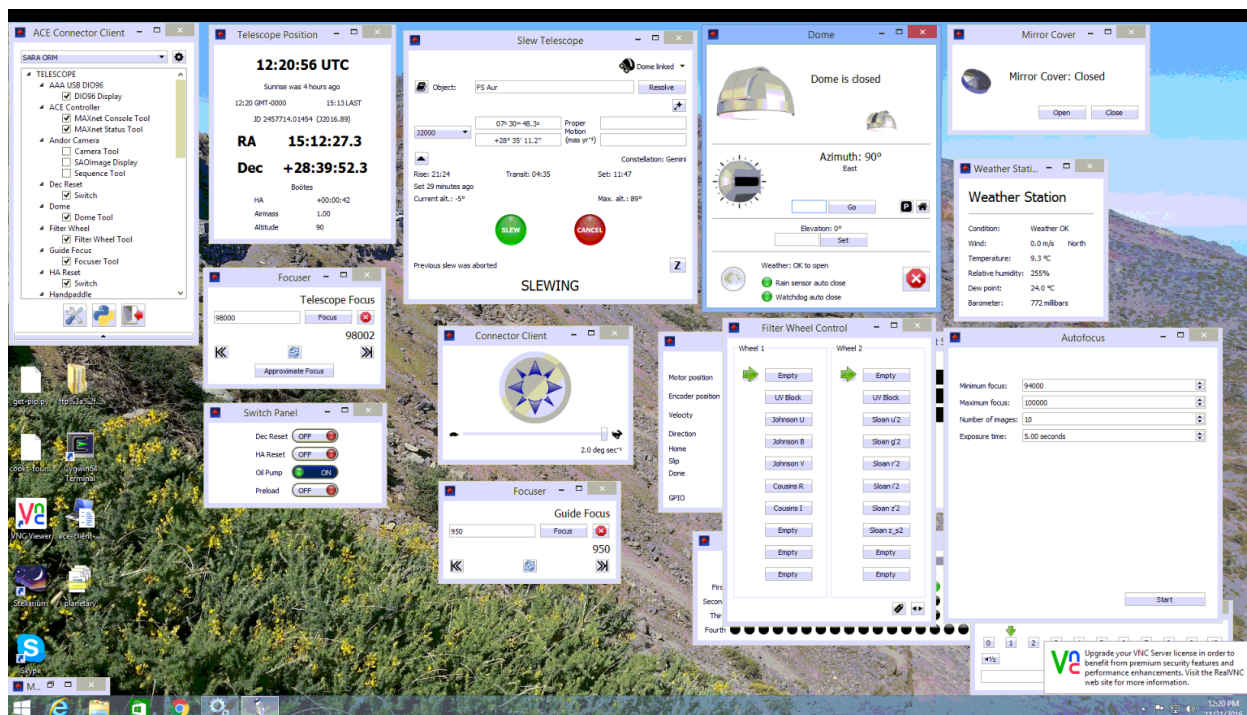 ACE Connector Client
SARA ORM
TELESCOPE
AAA USB DIO96
DIO96 Display
ACE Controller
MAXnet Console Tool
MAXnet Status Tool
Andor Camera
Camera Tool
SAOImage Display
Sequence Tool
Dec Reset
Switch
Dome
Dome Tool
Filter Wheel
Filter Wheel Tool
Guide Focus
Focuser Tool
HA Reset
Switch
Handpaddle
Telescope Position
12:20:56 UTC
Sunrise was 4 hours ago
12:20 GMT-0000 15:13 LAST
JD 2457714.01454 (J2016.89)
RA 15:12:27.3
Dec +28:39:52.3
Boötes
HA +00:00:42
Airmass 1.00
Altitude 90
Slew Telescope
Dome linked
Object: FS Aur Resolve
J2000 07ʰ 30ᵐ 48.3ˢ Proper
+28° 35' 11.2" Motion
(mas yr⁻¹)
Constellation: Gemini
Rise: 21:24 Transit: 04:35 Set: 11:47
Set 29 minutes ago
Current alt.: -5° Max. alt.: 89°
SLEW CANCEL
Previous slew was aborted Z
SLEWING
Dome
Dome is closed
Azimuth: 90°
East
Go P
Elevation: 0°
Set
Weather: OK to open
Rain sensor auto close
Watchdog auto close
Mirror Cover
Mirror Cover: Closed
Open Close
Weather Stati...
Weather Station
Condition: Weather OK
Wind: 0.0 m/s North
Temperature: 9.3 °C
Relative humidity: 255%
Dew point: 24.0 °C
Barometer: 772 millibars
Focuser
Telescope Focus
98000 Focus
98002
Approximate Focus
Connector Client
2.0 deg sec⁻¹
Switch Panel
Dec Reset OFF
HA Reset OFF
Oil Pump ON
Preload OFF
Focuser
Guide Focus
950 Focus
950
Motor position
Encoder position
Velocity
Direction
Home
Slip
Done
GPIO
Firs
Secon
Thir
Fourth
Filter Wheel Control
Wheel 1 Wheel 2
Empty Empty
UV Block UV Block
Johnson U Sloan u'2
Johnson B Sloan g'2
Johnson V Sloan r'2
Cousins R Sloan i'2
Cousins I Sloan z'2
Empty Sloan z_s2
Empty Empty
Empty Empty
Autofocus
Minimum focus: 94000
Maximum focus: 100000
Number of images: 10
Exposure time: 5.00 seconds
Start
0 1 2
Upgrade your VNC Server license in order to
benefit from premium security features and
performance enhancements. Visit the RealVNC
web site for more information.
get-pip.py ftp%3a%2f...
cooks-four... Cygwin64
Terminal
VNC Viewer ace-client-...
Stellarium planetary
Skype
M...
12:20 PM
11/21/2016